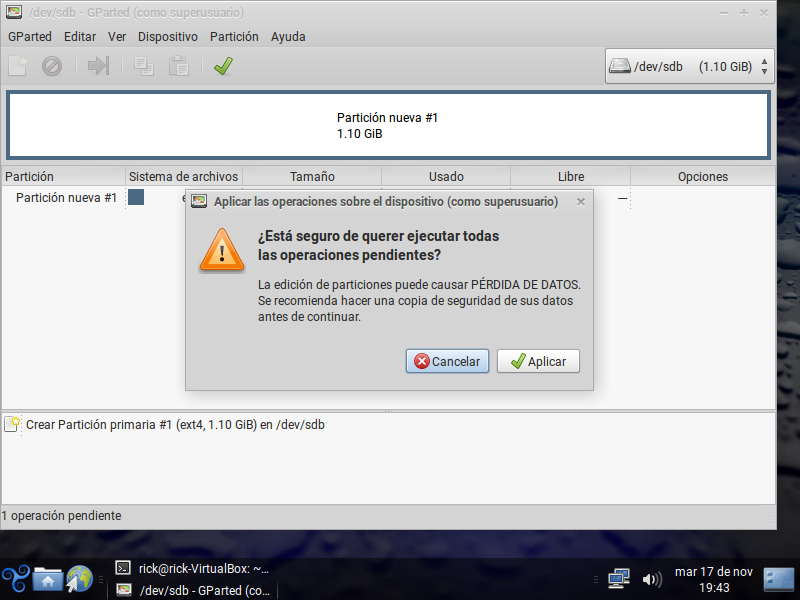 /dev/sdb - GParted (como superusuario)
GParted Editar Ver Dispositivo Partición Ayuda
/dev/sdb (1.10 GiB)
Partición nueva #1
1.10 GiB
Partición Sistema de archivos Tamaño Usado Libre Opciones
Partición nueva #1 —
Aplicar las operaciones sobre el dispositivo (como superusuario)
¿Está seguro de querer ejecutar todas
las operaciones pendientes?
La edición de particiones puede causar PÉRDIDA DE DATOS.
Se recomienda hacer una copia de seguridad de sus datos
antes de continuar.
Cancelar Aplicar
Crear Partición primaria #1 (ext4, 1.10 GiB) en /dev/sdb
1 operación pendiente
rick@rick-VirtualBox: ~...
/dev/sdb - GParted (co...
mar 17 de nov
19:43